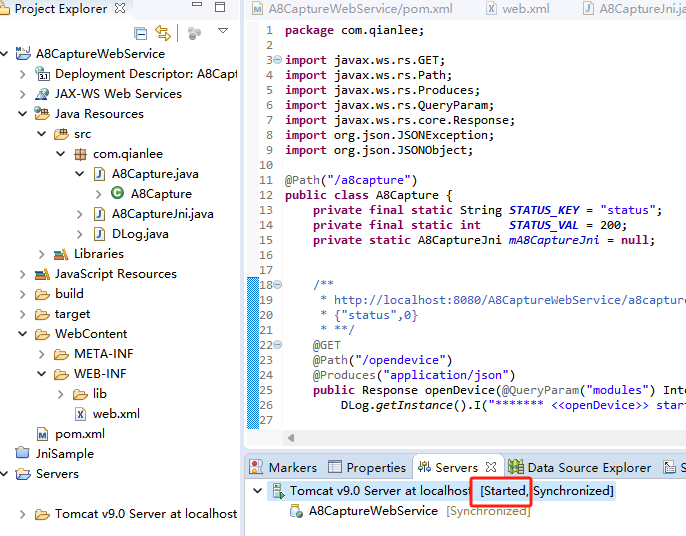 Project Explorer
A8CaptureWebService
Deployment Descriptor: A8Capt
JAX-WS Web Services
Java Resources
src
com.qianlee
A8Capture.java
A8Capture
A8CaptureJni.java
DLog.java
Libraries
JavaScript Resources
build
target
WebContent
META-INF
WEB-INF
lib
web.xml
pom.xml
JniSample
Servers
Tomcat v9.0 Server at localhost
A8CaptureWebService/pom.xml web.xml A8CaptureJni.ja
1 package com.qianlee;
2
3 import javax.ws.rs.GET;
4 import javax.ws.rs.Path;
5 import javax.ws.rs.Produces;
6 import javax.ws.rs.QueryParam;
7 import javax.ws.rs.core.Response;
8 import org.json.JSONException;
9 import org.json.JSONObject;
10
11 @Path("/a8capture")
12 public class A8Capture {
13 private final static String STATUS_KEY = "status";
14 private final static int STATUS_VAL = 200;
15 private static A8CaptureJni mA8CaptureJni = null;
16
17
18 /**
19 * http://localhost:8080/A8CaptureWebService/a8captur
20 * {"status",0}
21 * **/
22 @GET
23 @Path("/opendevice")
24 @Produces("application/json")
25 public Response openDevice(@QueryParam("modules") Inte
26 DLog.getInstance().I("******* <<openDevice>> star
27
Markers Properties Servers Data Source Explorer S
Tomcat v9.0 Server at localhost [Started, Synchronized]
A8CaptureWebService [Synchronized]